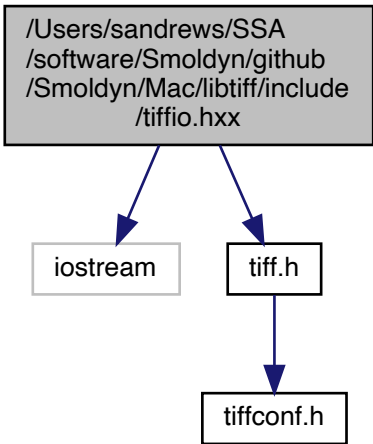 /Users/sandrews/SSA
/software/Smoldyn/github
/Smoldyn/Mac/libtiff/include
/tiffio.hxx
iostream
tiff.h
tiffconf.h